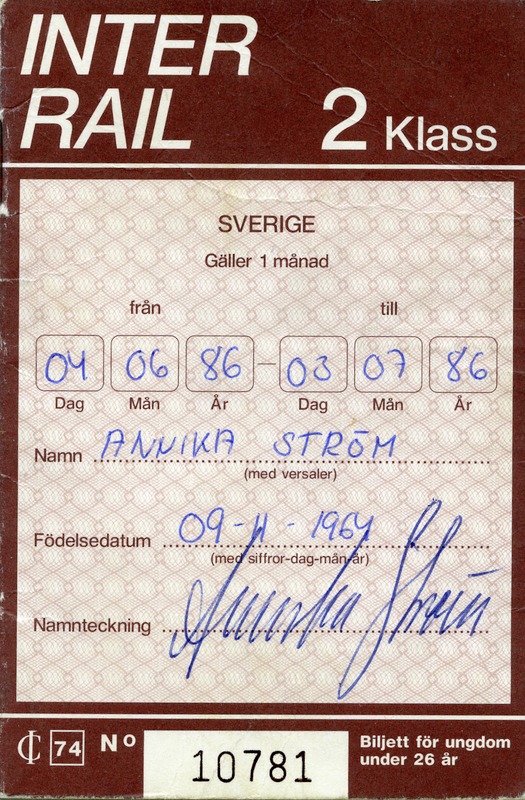 INTER
RAIL 2 Klass
SVERIGE
Gäller 1 månad
från till
04 06 86 – 03 07 86
Dag Mån År Dag Mån År
Namn ANNIKA STRÖM
(med versaler)
Födelsedatum 09-11-1964
(med siffror-dag-mån-år)
Namnteckning Annika Ström
CI 74 No 10781 Biljett för ungdom
under 26 år